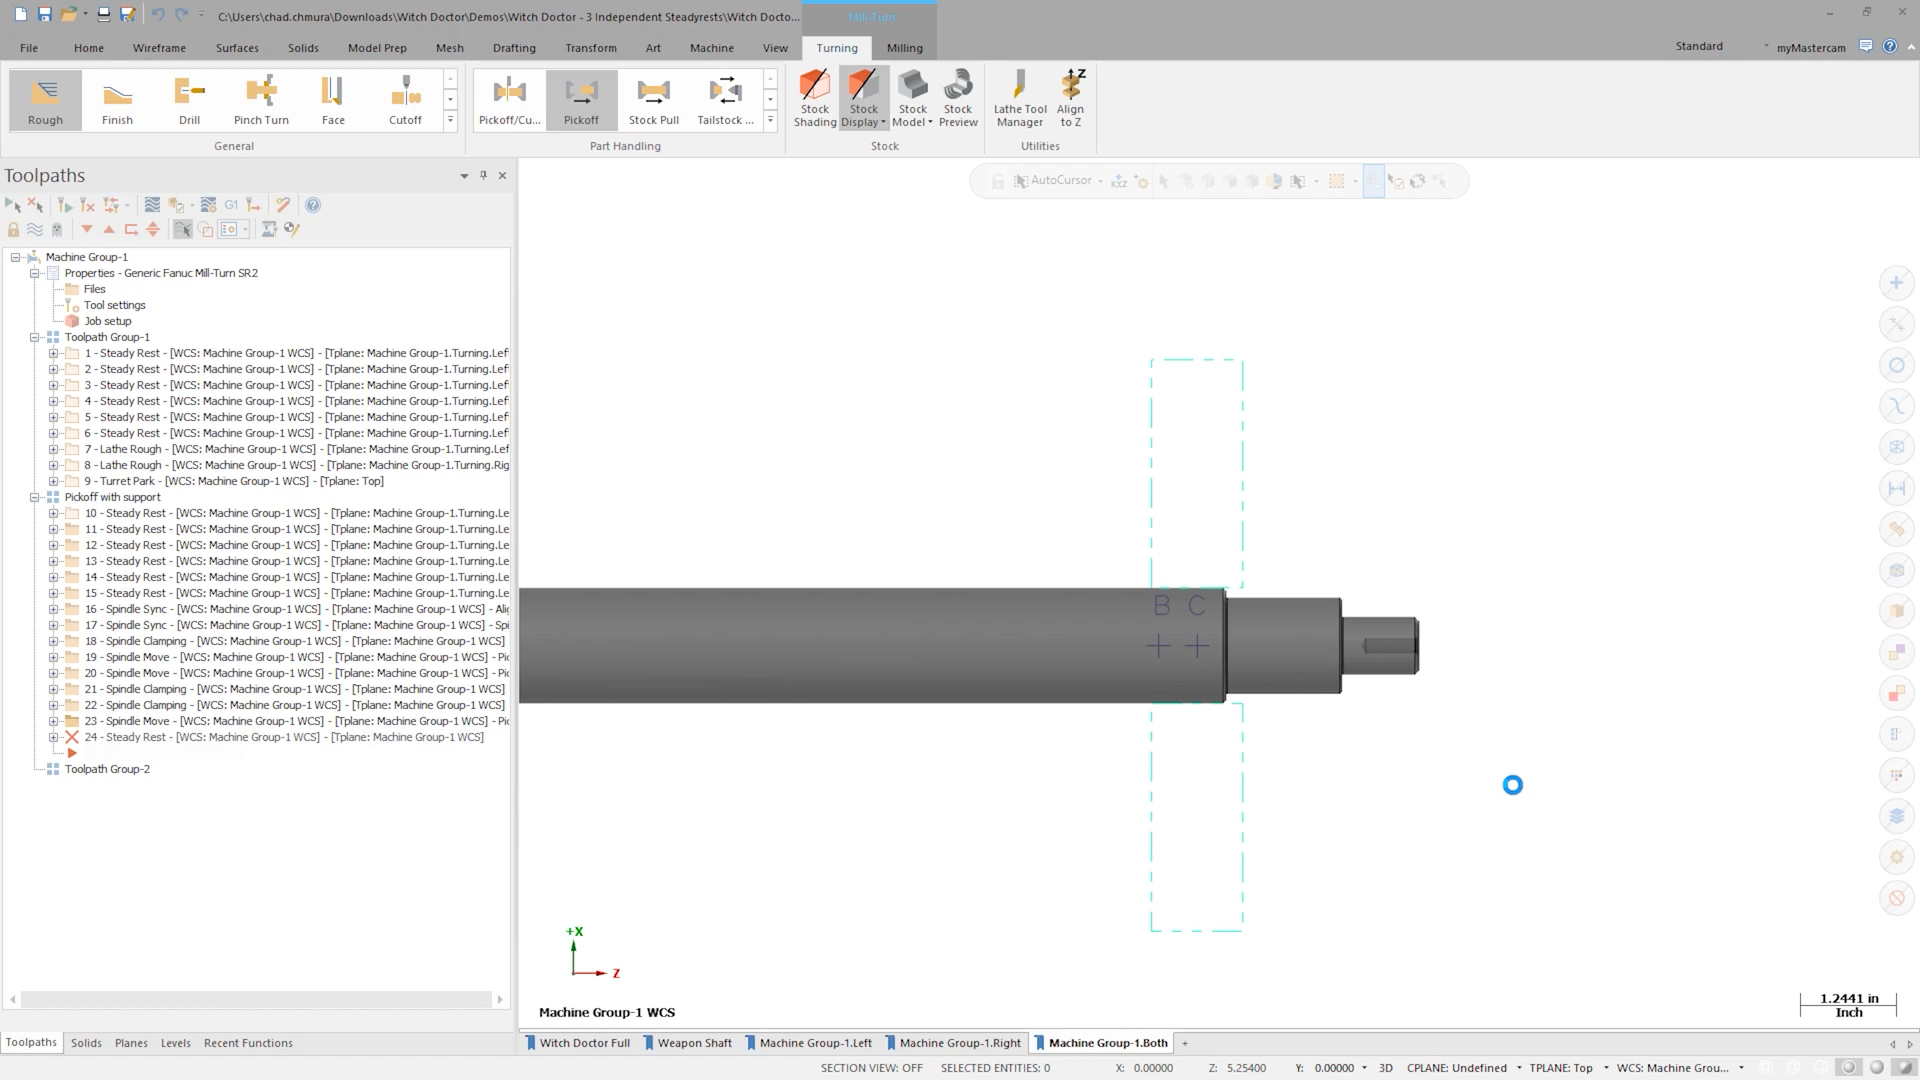 C:\Users\chad.chmura\Downloads\Witch Doctor\Demos\Witch Doctor - 3 Independent Steadyrests\Witch Docto...
Mill-Turn
File Home Wireframe Surfaces Solids Model Prep Mesh Drafting Transform Art Machine View Turning Milling
Standard myMastercam
Rough Finish Drill Pinch Turn Face Cutoff
General
Pickoff/Cu... Pickoff Stock Pull Tailstock ...
Part Handling
Stock Shading
Stock Display
Stock Model
Stock Preview
Stock
Lathe Tool Manager
Align to Z
Utilities
Toolpaths
AutoCursor
G1
Machine Group-1
Properties - Generic Fanuc Mill-Turn SR2
Files
Tool settings
Job setup
Toolpath Group-1
1 - Steady Rest - [WCS: Machine Group-1 WCS] - [Tplane: Machine Group-1.Turning.Left
2 - Steady Rest - [WCS: Machine Group-1 WCS] - [Tplane: Machine Group-1.Turning.Left
3 - Steady Rest - [WCS: Machine Group-1 WCS] - [Tplane: Machine Group-1.Turning.Left
4 - Steady Rest - [WCS: Machine Group-1 WCS] - [Tplane: Machine Group-1.Turning.Left
5 - Steady Rest - [WCS: Machine Group-1 WCS] - [Tplane: Machine Group-1.Turning.Left
6 - Steady Rest - [WCS: Machine Group-1 WCS] - [Tplane: Machine Group-1.Turning.Left
7 - Lathe Rough - [WCS: Machine Group-1 WCS] - [Tplane: Machine Group-1.Turning.Left
8 - Lathe Rough - [WCS: Machine Group-1 WCS] - [Tplane: Machine Group-1.Turning.Rig
9 - Turret Park - [WCS: Machine Group-1 WCS] - [Tplane: Top]
Pickoff with support
10 - Steady Rest - [WCS: Machine Group-1 WCS] - [Tplane: Machine Group-1.Turning.Le
11 - Steady Rest - [WCS: Machine Group-1 WCS] - [Tplane: Machine Group-1.Turning.Le
12 - Steady Rest - [WCS: Machine Group-1 WCS] - [Tplane: Machine Group-1.Turning.Le
13 - Steady Rest - [WCS: Machine Group-1 WCS] - [Tplane: Machine Group-1.Turning.Le
14 - Steady Rest - [WCS: Machine Group-1 WCS] - [Tplane: Machine Group-1.Turning.Le
15 - Steady Rest - [WCS: Machine Group-1 WCS] - [Tplane: Machine Group-1.Turning.Le
16 - Spindle Sync - [WCS: Machine Group-1 WCS] - [Tplane: Machine Group-1 WCS] - Ali
17 - Spindle Sync - [WCS: Machine Group-1 WCS] - [Tplane: Machine Group-1 WCS] - Spi
18 - Spindle Clamping - [WCS: Machine Group-1 WCS] - [Tplane: Machine Group-1 WCS]
19 - Spindle Move - [WCS: Machine Group-1 WCS] - [Tplane: Machine Group-1 WCS] - Pic
20 - Spindle Move - [WCS: Machine Group-1 WCS] - [Tplane: Machine Group-1 WCS] - Pic
21 - Spindle Clamping - [WCS: Machine Group-1 WCS] - [Tplane: Machine Group-1 WCS]
22 - Spindle Clamping - [WCS: Machine Group-1 WCS] - [Tplane: Machine Group-1 WCS]
23 - Spindle Move - [WCS: Machine Group-1 WCS] - [Tplane: Machine Group-1 WCS] - Pic
24 - Steady Rest - [WCS: Machine Group-1 WCS] - [Tplane: Machine Group-1 WCS]
Toolpath Group-2
B C
+X
Z
Machine Group-1 WCS
1.2441 in
Inch
Toolpaths Solids Planes Levels Recent Functions
Witch Doctor Full Weapon Shaft Machine Group-1.Left Machine Group-1.Right Machine Group-1.Both +
SECTION VIEW: OFF SELECTED ENTITIES: 0 X: 0.00000 Z: 5.25400 Y: 0.00000 3D CPLANE: Undefined TPLANE: Top WCS: Machine Grou...